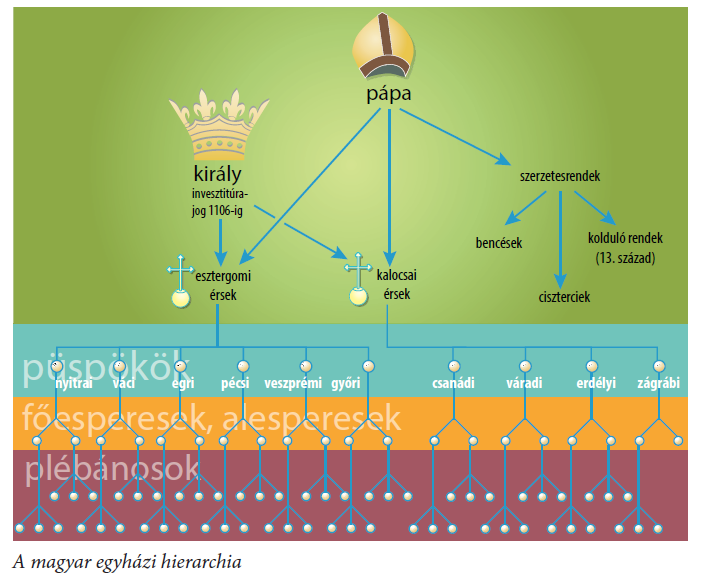 pápa
király
invesztitúra-
jog 1106-ig
szerzetesrendek
bencések
kolduló rendek
(13. század)
ciszterciek
esztergomi
érsek
kalocsai
érsek
püspökök
nyitrai váci egri pécsi veszprémi győri csanádi váradi erdélyi zágrábi
főesperesek, alesperesek
plébánosok
A magyar egyházi hierarchia